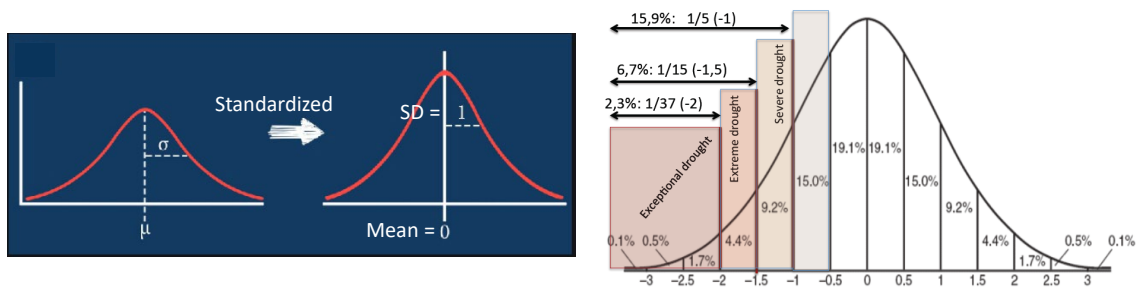 Standardized
σ
μ
SD = 1
Mean = 0
15,9%: 1/5 (-1)
6,7%: 1/15 (-1,5)
2,3%: 1/37 (-2)
Exceptional drought
Extreme drought
Severe drought
19.1% 19.1%
15.0% 15.0%
9.2% 9.2%
4.4% 4.4%
0.1% 0.5% 0.5% 0.1%
1.7% 1.7%
−3 −2.5 −2 −1.5 −1 −0.5 0 0.5 1 1.5 2 2.5 3